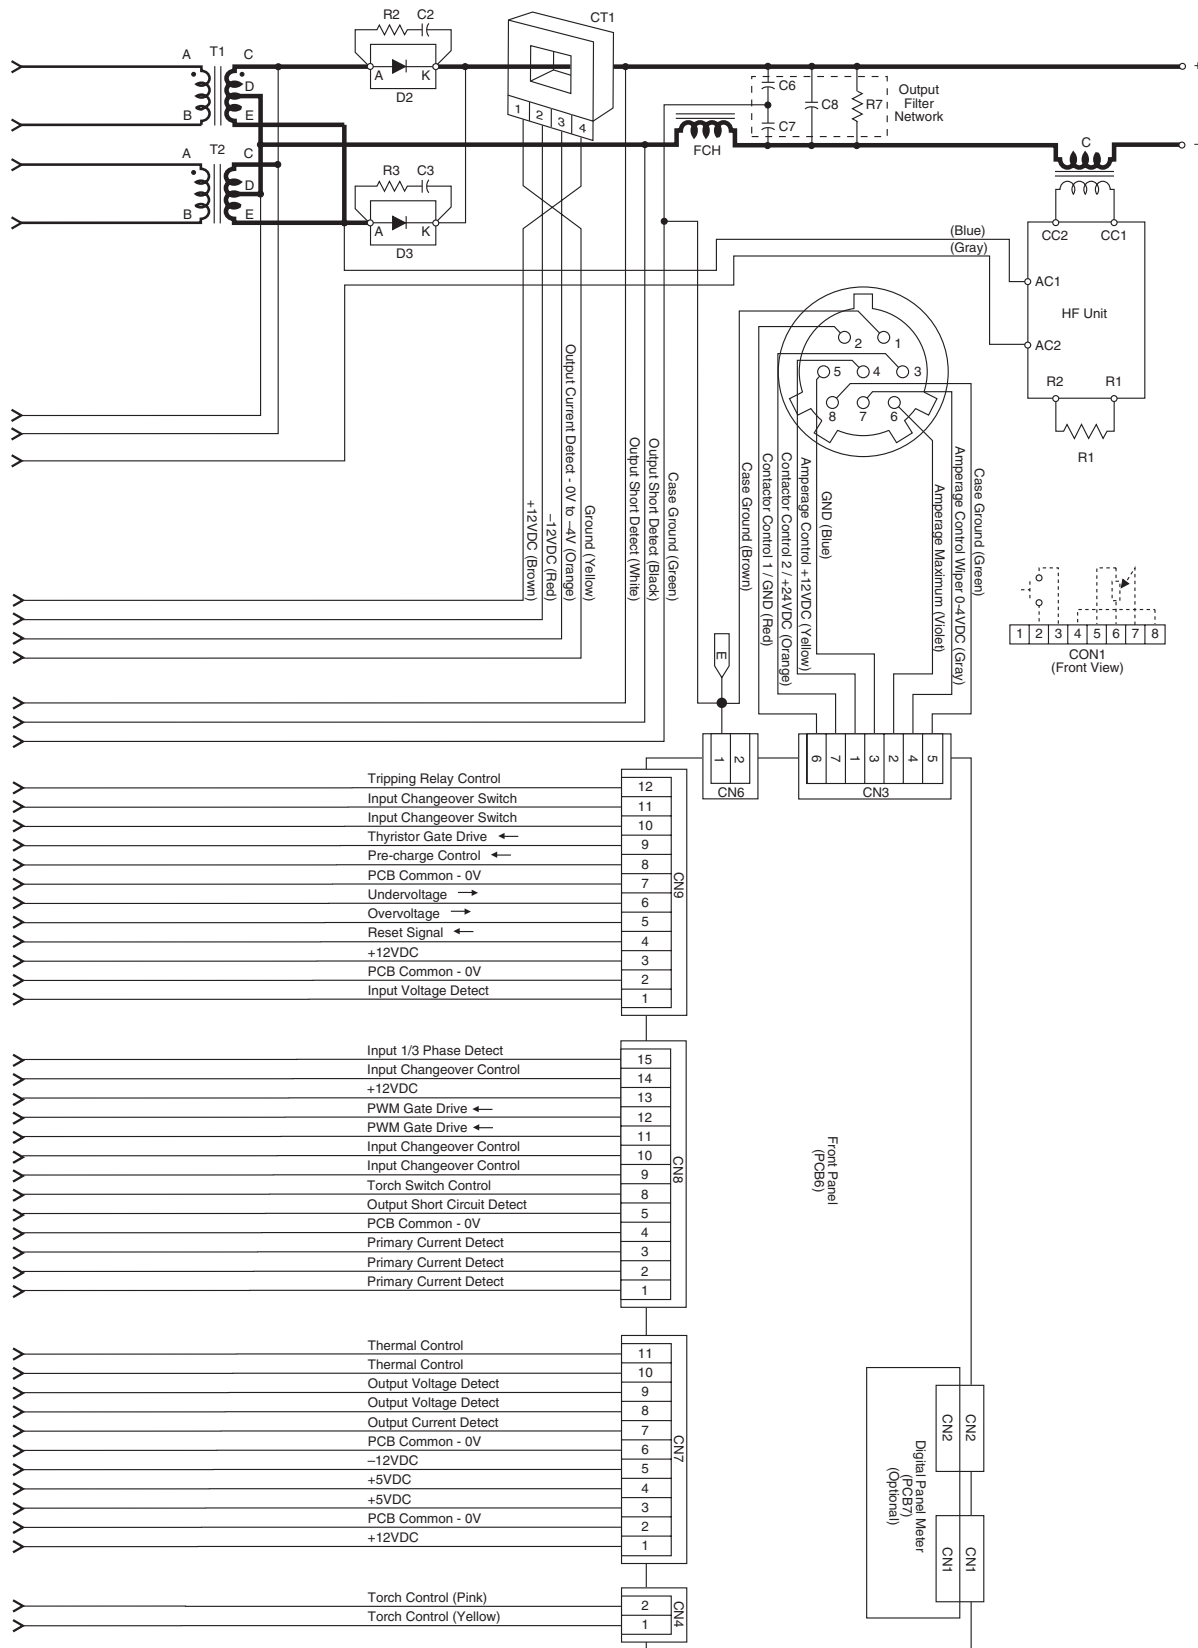 R2 C2
CT1
A T1 C
A K
D
B E
D2
1 2 3 4
+
C6
C7
C8
R7
Output
Filter
Network
FCH
C
–
A T2 C
D
B E
R3 C3
A K
D3
(Blue)
(Gray)
CC2 CC1
AC1
HF Unit
AC2
R2 R1
R1
2 1
5 4 3
8 7 6
+12VDC (Brown)
–12VDC (Red)
Output Current Detect - 0V to –4V (Orange)
Ground (Yellow)
Output Short Detect (White)
Output Short Detect (Black)
Case Ground (Green)
Case Ground (Brown)
Contactor Control 1 / GND (Red)
Contactor Control 2 / +24VDC (Orange)
Amperage Control +12VDC (Yellow)
GND (Blue)
Amperage Maximum (Violet)
Amperage Control Wiper 0-4VDC (Gray)
Case Ground (Green)
1 2 3 4 5 6 7 8
CON1
(Front View)
E
1 2
CN6
6 7 1 3 2 4 5
CN3
Tripping Relay Control 12
Input Changeover Switch 11
Input Changeover Switch 10
Thyristor Gate Drive ← 9
Pre-charge Control ← 8
PCB Common - 0V 7
Undervoltage → 6
Overvoltage → 5
Reset Signal ← 4
+12VDC 3
PCB Common - 0V 2
Input Voltage Detect 1
CN9
Input 1/3 Phase Detect 15
Input Changeover Control 14
+12VDC 13
PWM Gate Drive ← 12
PWM Gate Drive ← 11
Input Changeover Control 10
Input Changeover Control 9
Torch Switch Control 8
Output Short Circuit Detect 5
PCB Common - 0V 4
Primary Current Detect 3
Primary Current Detect 2
Primary Current Detect 1
CN8
Front Panel
(PCB6)
Thermal Control 11
Thermal Control 10
Output Voltage Detect 9
Output Voltage Detect 8
Output Current Detect 7
PCB Common - 0V 6
–12VDC 5
+5VDC 4
+5VDC 3
PCB Common - 0V 2
+12VDC 1
CN7
CN2 CN2
Digital Panel Meter
(PCB7)
(Optional)
CN1 CN1
Torch Control (Pink) 2
Torch Control (Yellow) 1
CN4